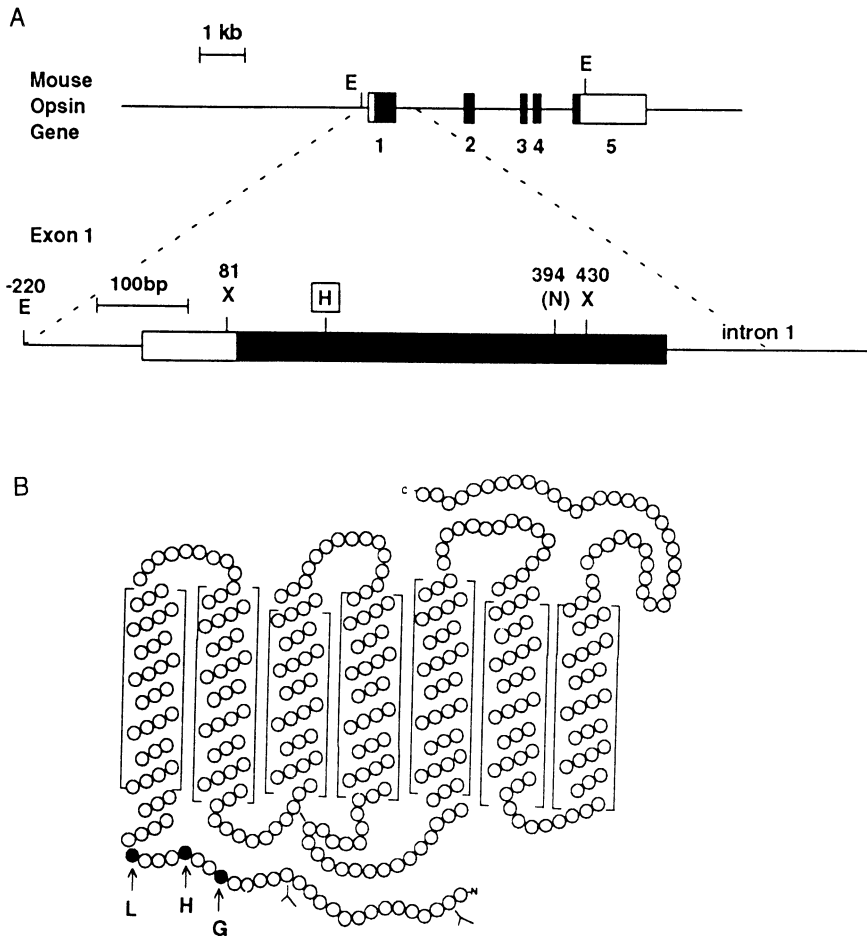 A
1 kb
Mouse
Opsin
Gene
E
E
1
2
3
4
5
Exon 1
-220
E
100bp
81
X
H
394
(N)
430
X
intron 1
B
C
N
L
H
G